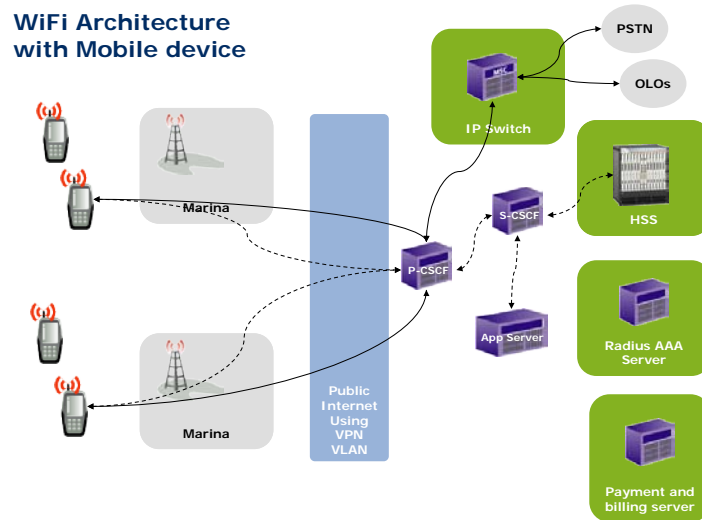 WiFi Architecture
with Mobile device
PSTN
MSC
OLOs
IP Switch
Marina
S-CSCF
HSS
P-CSCF
App Server
Radius AAA
Server
Public
Internet
Using
VPN
VLAN
Marina
Payment and
billing server